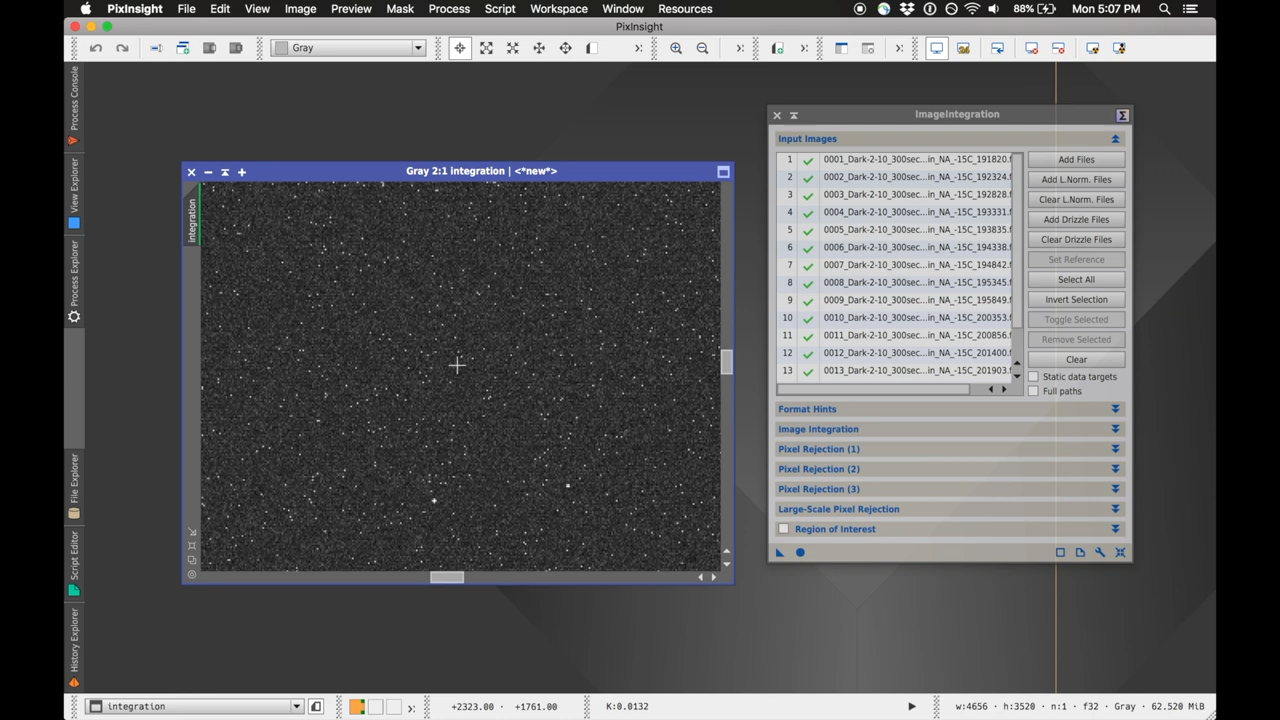 PixInsight File Edit View Image Preview Mask Process Script Workspace Window Resources 88% Mon 5:07 PM
PixInsight
Gray
Process Console
View Explorer
Process Explorer
File Explorer
Script Editor
History Explorer
Gray 2:1 integration | <*new*>
integration
ImageIntegration
Σ
Input Images
1 0001_Dark-2-10_300sec...in_NA_-15C_191820.f
2 0002_Dark-2-10_300sec...in_NA_-15C_192324.f
3 0003_Dark-2-10_300sec...in_NA_-15C_192828.f
4 0004_Dark-2-10_300sec...in_NA_-15C_193331.f
5 0005_Dark-2-10_300sec...in_NA_-15C_193835.f
6 0006_Dark-2-10_300sec...in_NA_-15C_194338.f
7 0007_Dark-2-10_300sec...in_NA_-15C_194842.f
8 0008_Dark-2-10_300sec...in_NA_-15C_195345.f
9 0009_Dark-2-10_300sec...in_NA_-15C_195849.f
10 0010_Dark-2-10_300sec...in_NA_-15C_200353.f
11 0011_Dark-2-10_300sec...in_NA_-15C_200856.f
12 0012_Dark-2-10_300sec...in_NA_-15C_201400.f
13 0013_Dark-2-10_300sec...in_NA_-15C_201903.f
Add Files
Add L.Norm. Files
Clear L.Norm. Files
Add Drizzle Files
Clear Drizzle Files
Set Reference
Select All
Invert Selection
Toggle Selected
Remove Selected
Clear
Static data targets
Full paths
Format Hints
Image Integration
Pixel Rejection (1)
Pixel Rejection (2)
Pixel Rejection (3)
Large-Scale Pixel Rejection
Region of Interest
integration +2323.00 · +1761.00 K:0.0132 w:4656 · h:3520 · n:1 · f32 · Gray · 62.520 MiB